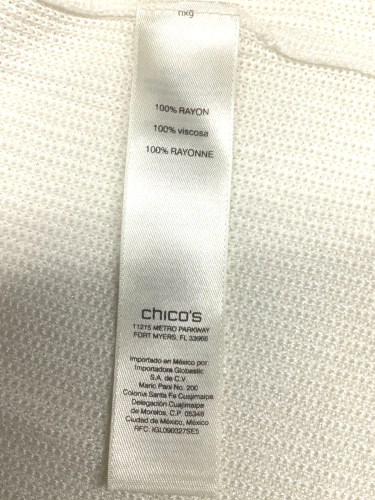 100% RAYON
100% viscosa
100% RAYONNE
chico's
11215 METRO PARKWAY
FORT MYERS, FL 33966
Importado en México por:
Importadora Globastic
S.A. de C.V.
Mario Pani No. 200
Colonia Santa Fe Cuajimalpa
Delegación Cuajimalpa
de Morelos, C.P. 05348
Ciudad de México, México
RFC: IGL090327SE5